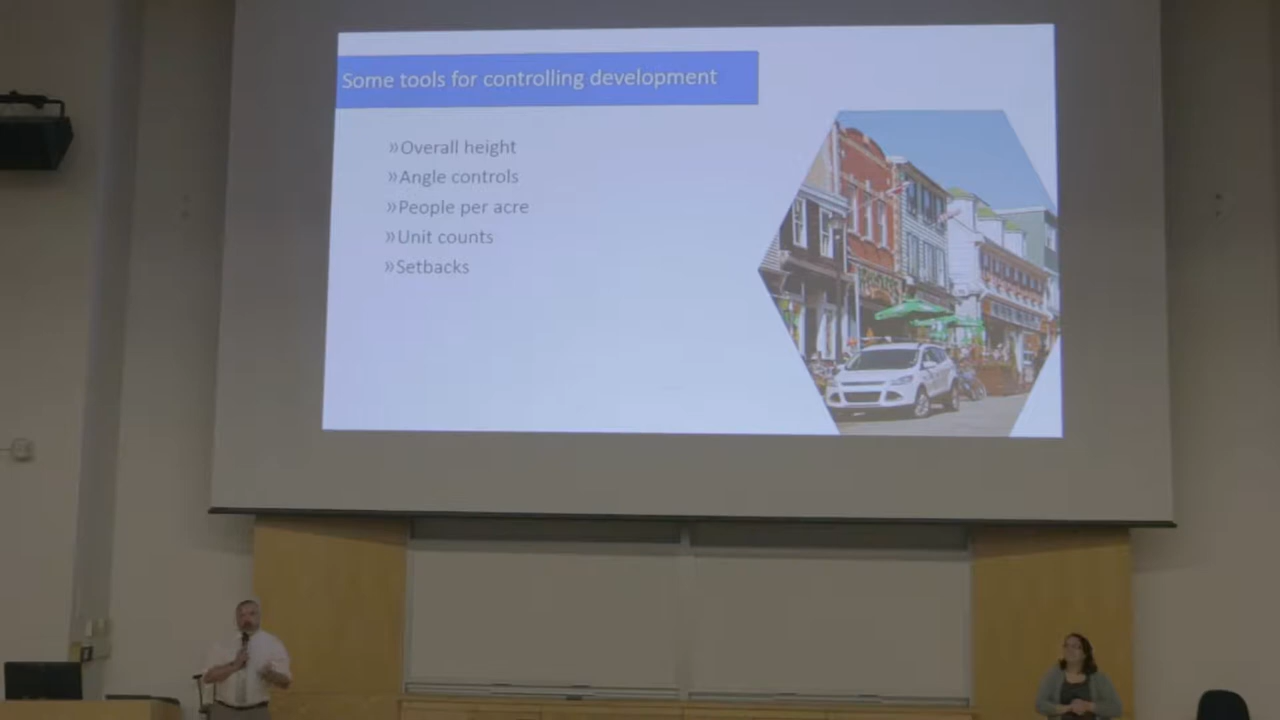 Some tools for controlling development
»Overall height
»Angle controls
»People per acre
»Unit counts
»Setbacks